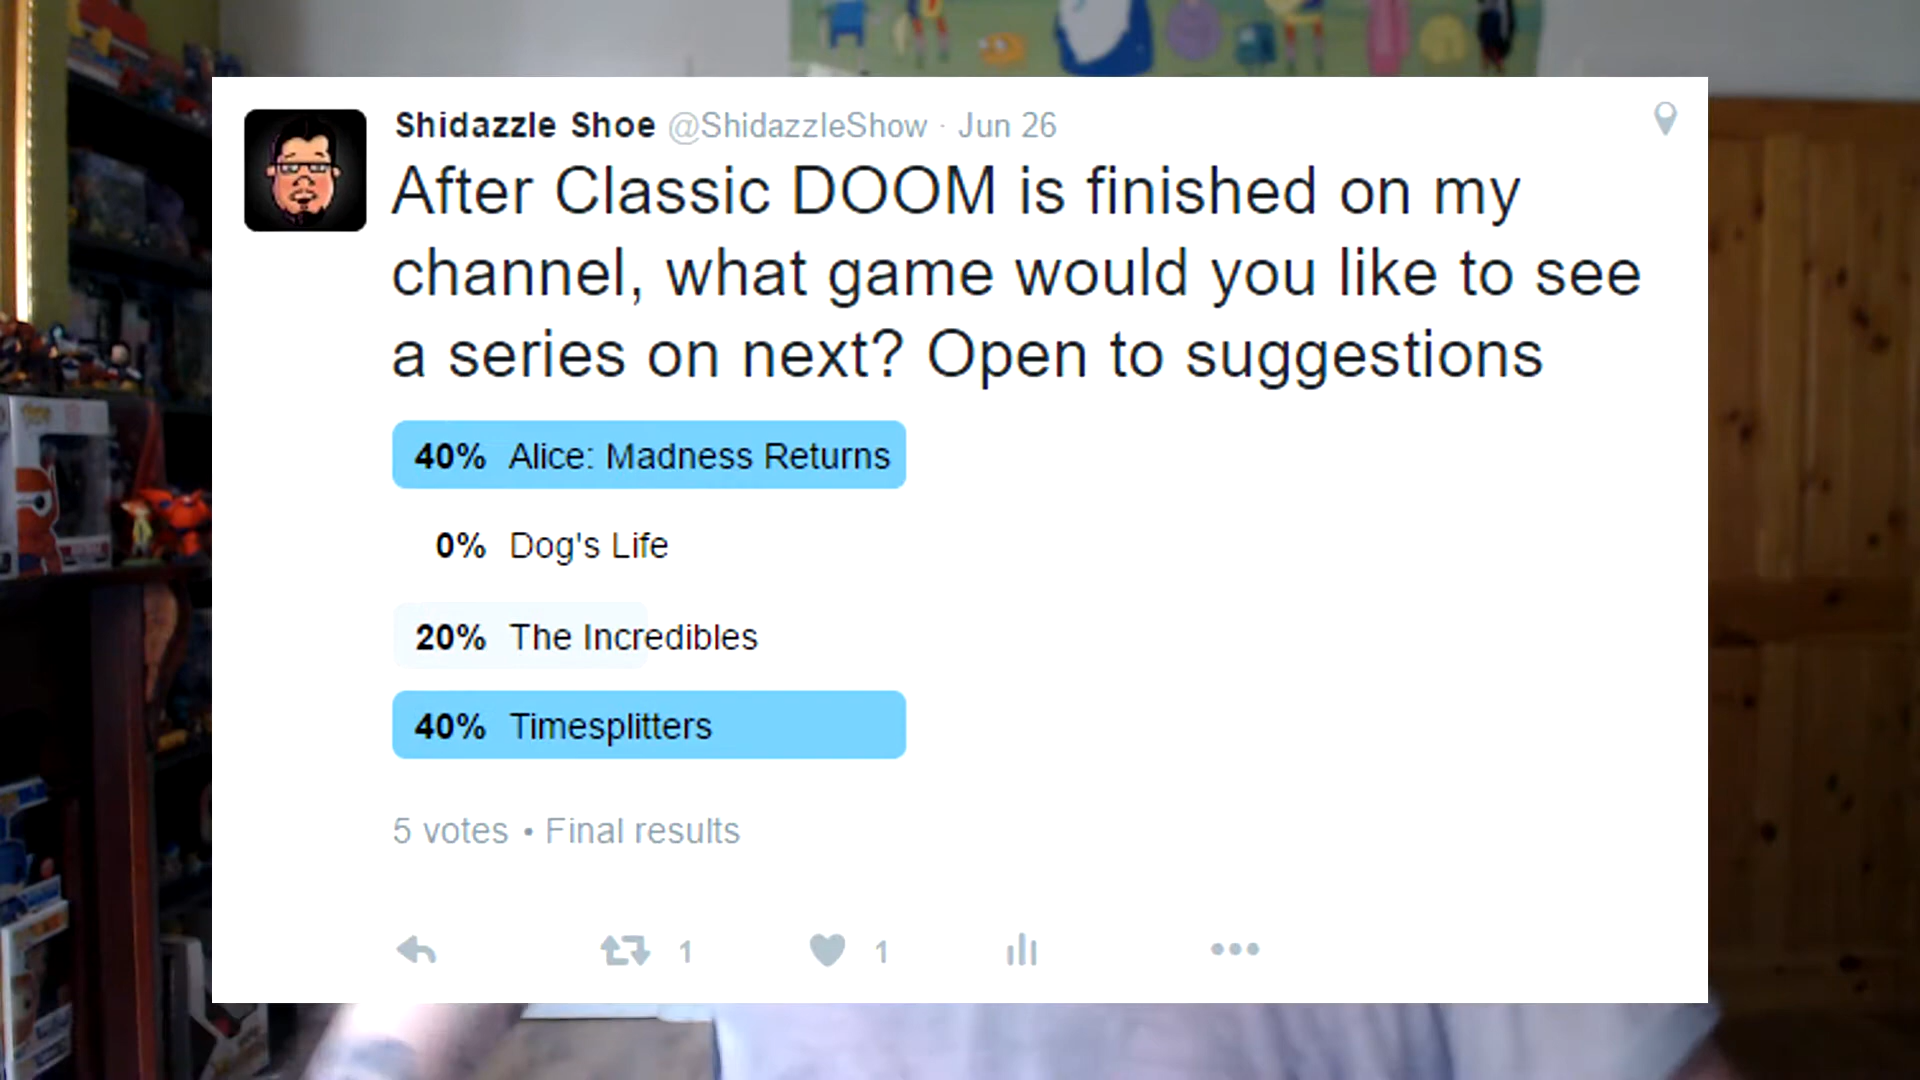 Shidazzle Shoe @ShidazzleShow · Jun 26
After Classic DOOM is finished on my
channel, what game would you like to see
a series on next? Open to suggestions
40% Alice: Madness Returns
0% Dog's Life
20% The Incredibles
40% Timesplitters
5 votes • Final results
1 1